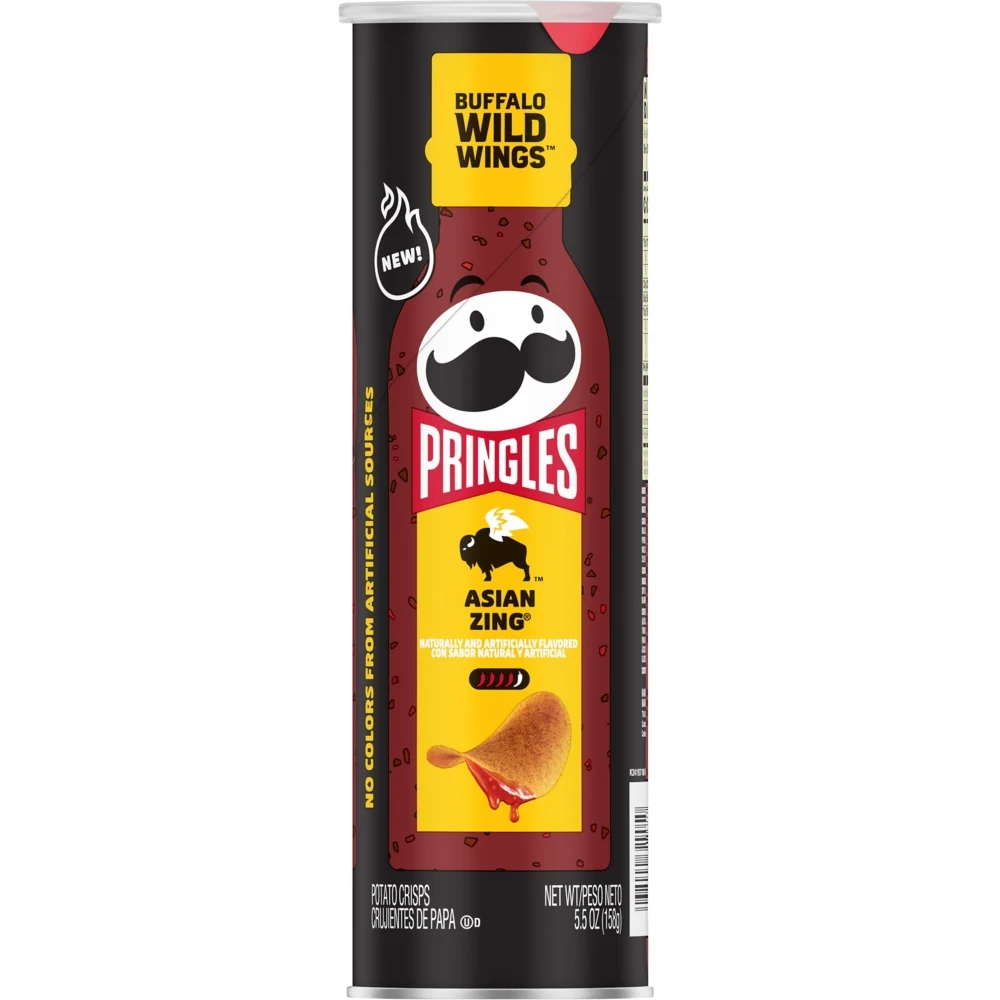 BUFFALO
WILD
WINGS™
NEW!
NO COLORS FROM ARTIFICIAL SOURCES
PRINGLES
ASIAN
ZING®
NATURALLY AND ARTIFICIALLY FLAVORED
CON SABOR NATURAL Y ARTIFICIAL
POTATO CRISPS
CRUJIENTES DE PAPA ⓊD
NET WT/PESO NETO
5.5 OZ (158g)